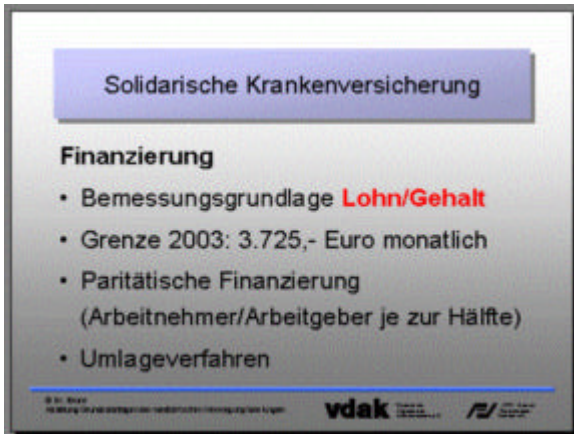 Solidarische Krankenversicherung
Finanzierung
• Bemessungsgrundlage Lohn/Gehalt
• Grenze 2003: 3.725,- Euro monatlich
• Paritätische Finanzierung
(Arbeitnehmer/Arbeitgeber je zur Hälfte)
• Umlageverfahren
vdak